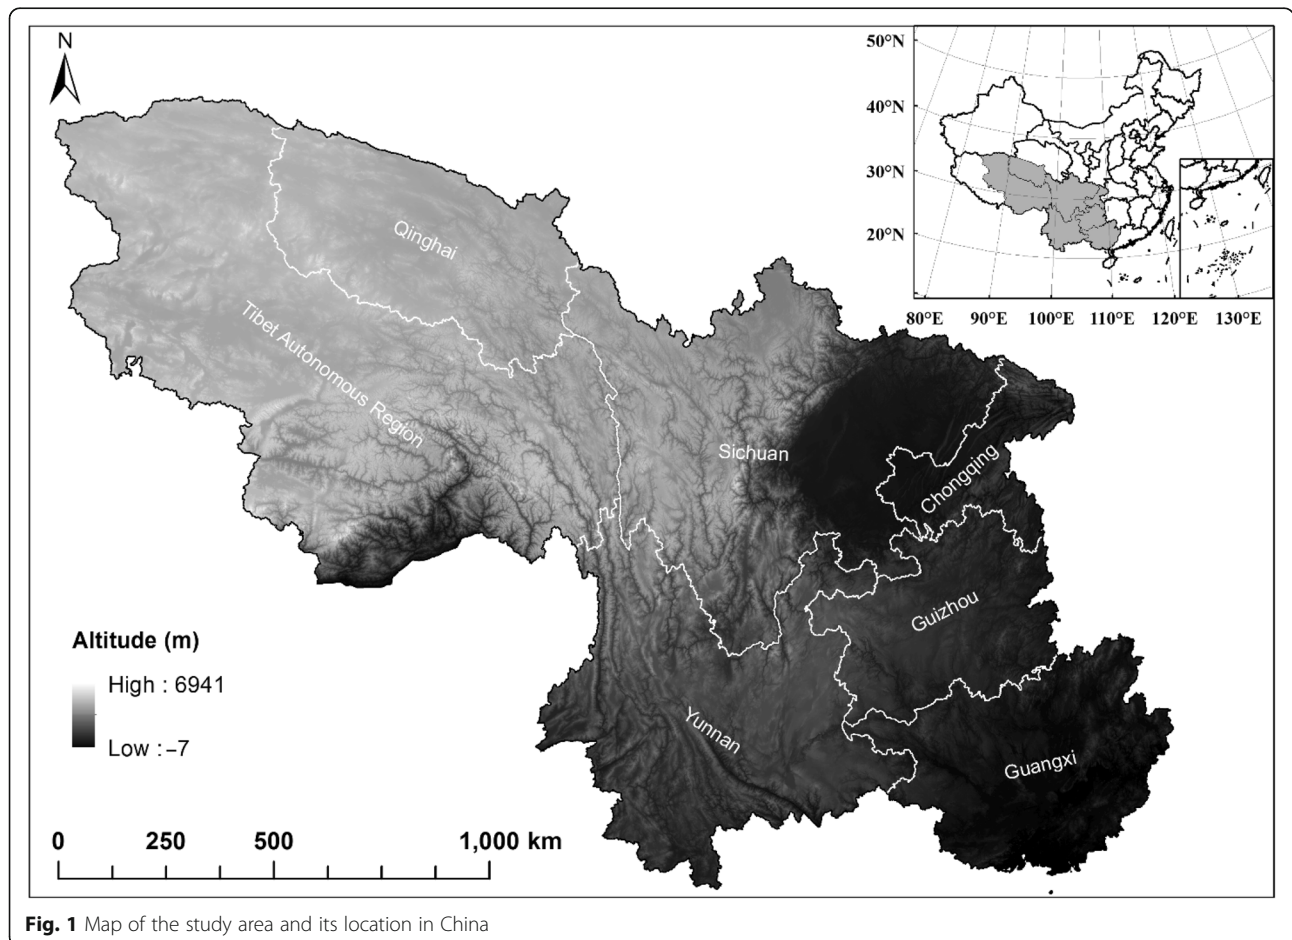 N
50°N
40°N
30°N
20°N
80°E 90°E 100°E 110°E 120°E 130°E
Qinghai
Tibet Autonomous Region
Sichuan
Chongqing
Guizhou
Yunnan
Guangxi
Altitude (m)
High : 6941
Low : –7
0 250 500 1,000 km
Fig. 1 Map of the study area and its location in China